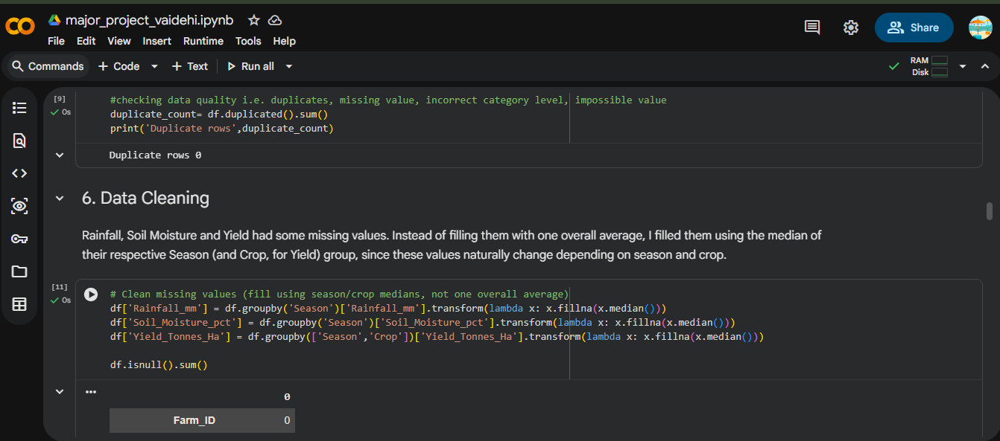 major_project_vaidehi.ipynb
File Edit View Insert Runtime Tools Help
Share
Commands + Code + Text Run all
RAM
Disk
[9]
0s
#checking data quality i.e. duplicates, missing value, incorrect category level, impossible value
duplicate_count= df.duplicated().sum()
print('Duplicate rows',duplicate_count)
Duplicate rows 0
6. Data Cleaning
Rainfall, Soil Moisture and Yield had some missing values. Instead of filling them with one overall average, I filled them using the median of
their respective Season (and Crop, for Yield) group, since these values naturally change depending on season and crop.
[11]
0s
# Clean missing values (fill using season/crop medians, not one overall average)
df['Rainfall_mm'] = df.groupby('Season')['Rainfall_mm'].transform(lambda x: x.fillna(x.median()))
df['Soil_Moisture_pct'] = df.groupby('Season')['Soil_Moisture_pct'].transform(lambda x: x.fillna(x.median()))
df['Yield_Tonnes_Ha'] = df.groupby(['Season','Crop'])['Yield_Tonnes_Ha'].transform(lambda x: x.fillna(x.median()))
df.isnull().sum()
...
0
Farm_ID 0